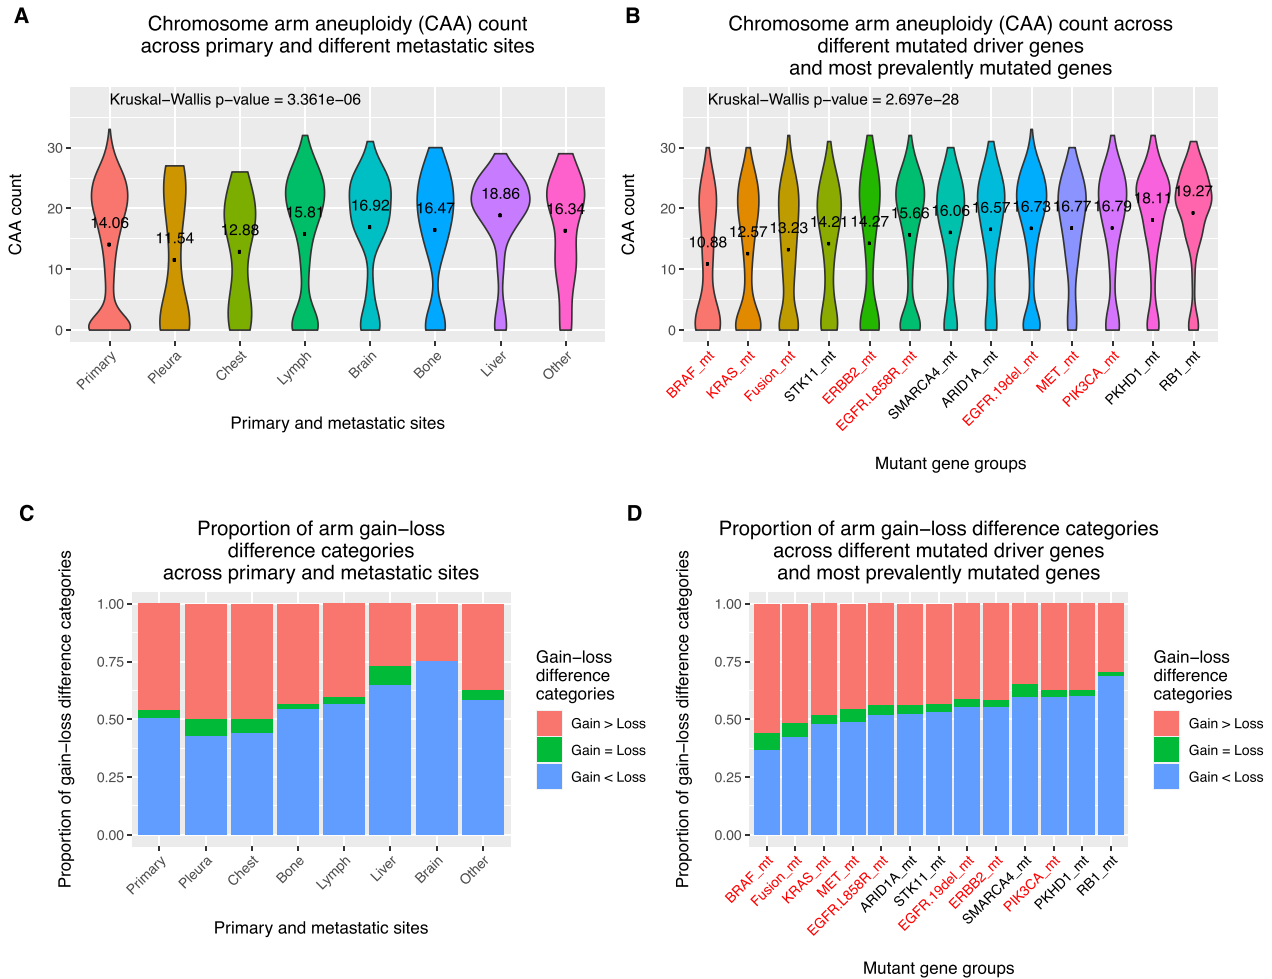 A
Chromosome arm aneuploidy (CAA) count
across primary and different metastatic sites
Kruskal−Wallis p−value = 3.361e−06
CAA count
30
20
10
0
14.06
11.54
12.88
15.81
16.92
16.47
18.86
16.34
Primary
Pleura
Chest
Lymph
Brain
Bone
Liver
Other
Primary and metastatic sites
B
Chromosome arm aneuploidy (CAA) count across
different mutated driver genes
and most prevalently mutated genes
Kruskal−Wallis p−value = 2.697e−28
CAA count
30
20
10
0
10.88
12.57
13.23
14.21
14.27
15.66
16.06
16.57
16.73
16.77
16.79
18.11
19.27
BRAF_mt
KRAS_mt
Fusion_mt
STK11_mt
ERBB2_mt
EGFR.L858R_mt
SMARCA4_mt
ARID1A_mt
EGFR.19del_mt
MET_mt
PIK3CA_mt
PKHD1_mt
RB1_mt
Mutant gene groups
C
Proportion of arm gain−loss
difference categories
across primary and metastatic sites
Proportion of gain−loss difference categories
1.00
0.75
0.50
0.25
0.00
Primary
Pleura
Chest
Bone
Lymph
Liver
Brain
Other
Primary and metastatic sites
Gain−loss
difference
categories
Gain > Loss
Gain = Loss
Gain < Loss
D
Proportion of arm gain−loss difference categories
across different mutated driver genes
and most prevalently mutated genes
Proportion of gain−loss difference categories
1.00
0.75
0.50
0.25
0.00
BRAF_mt
Fusion_mt
KRAS_mt
MET_mt
EGFR.L858R_mt
ARID1A_mt
STK11_mt
EGFR.19del_mt
ERBB2_mt
SMARCA4_mt
PIK3CA_mt
PKHD1_mt
RB1_mt
Mutant gene groups
Gain−loss
difference
categories
Gain > Loss
Gain = Loss
Gain < Loss